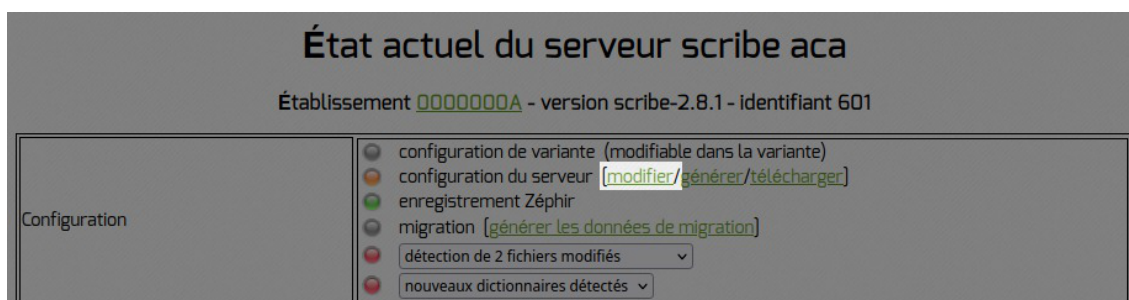 État actuel du serveur scribe aca
Établissement 0000000A - version scribe-2.8.1 - identifiant 601
Configuration
configuration de variante (modifiable dans la variante)
configuration du serveur [modifier/générer/télécharger]
enregistrement Zéphir
migration [générer les données de migration]
détection de 2 fichiers modifiés
nouveaux dictionnaires détectés